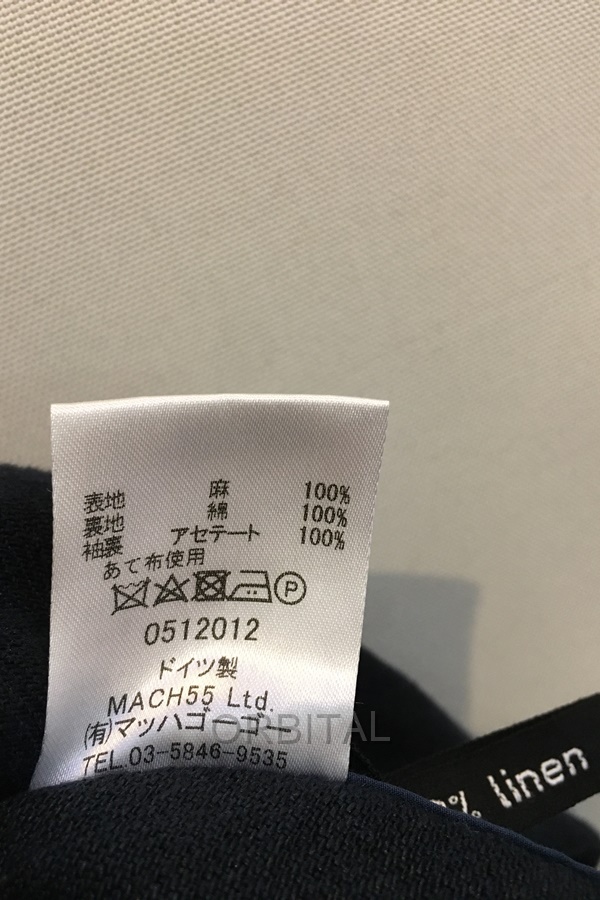 表地 麻 100%
裏地 綿 100%
袖裏 アセテート 100%
あて布使用
P
0512012
ドイツ製
MACH55 Ltd.
(有)マッハゴーゴー
TEL.03-5846-9535
ORBITAL
% linen